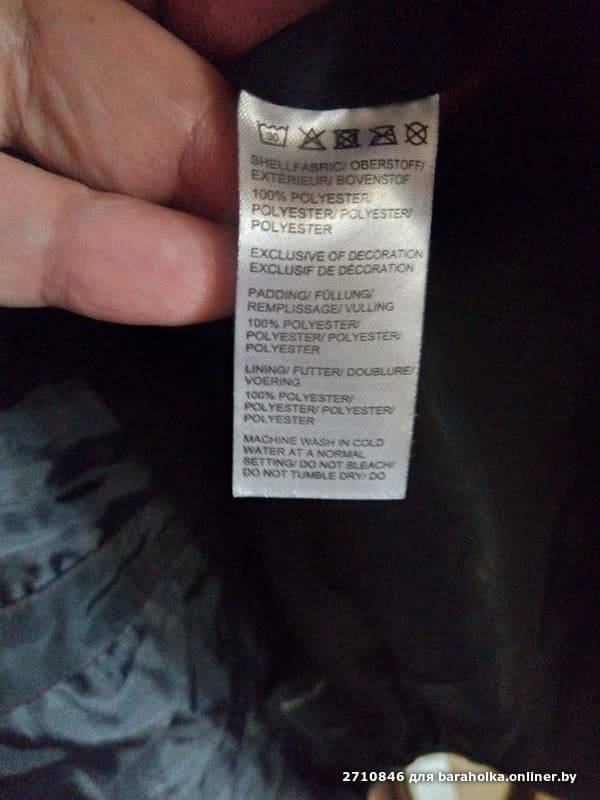 30
SHELLFABRIC/ OBERSTOFF/
EXTÉRIEUR/ BOVENSTOF
100% POLYESTER/
POLYESTER/ POLYESTER/
POLYESTER
EXCLUSIVE OF DECORATION
EXCLUSIF DE DÉCORATION
PADDING/ FÜLLUNG/
REMPLISSAGE/ VULLING
100% POLYESTER/
POLYESTER/ POLYESTER/
POLYESTER
LINING/ FUTTER/ DOUBLURE/
VOERING
100% POLYESTER/
POLYESTER/ POLYESTER/
POLYESTER
MACHINE WASH IN COLD
WATER AT A NORMAL
SETTING/ DO NOT BLEACH/
DO NOT TUMBLE DRY/ DO
2710846 для baraholka.onliner.by